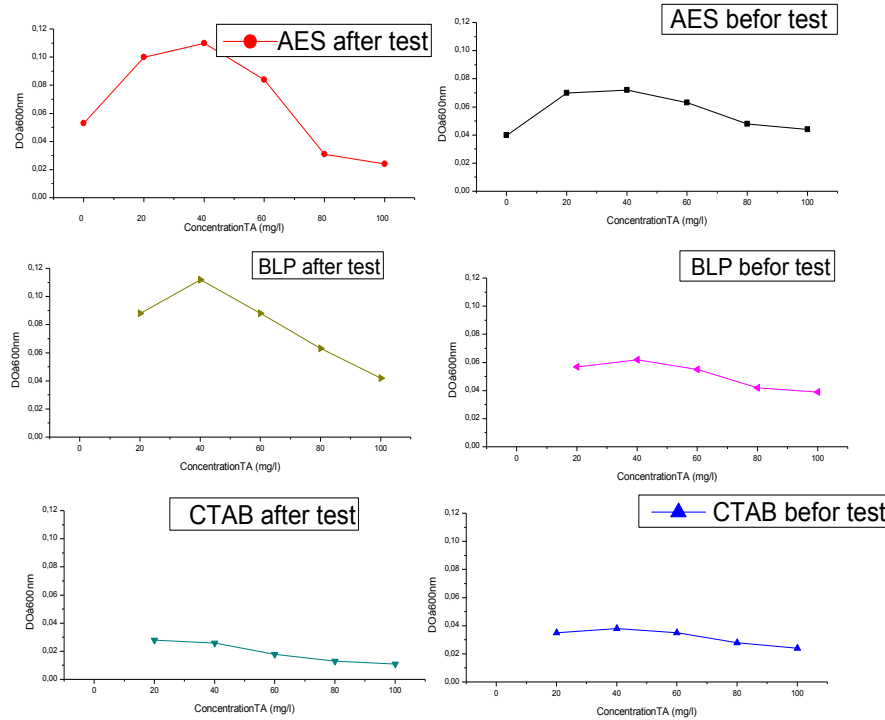 AES after test
0,12
0,10
0,08
0,06
0,04
0,02
0,00
DOà600nm
0 20 40 60 80 100
ConcentrationTA (mg/l)
AES befor test
0,12
0,10
0,08
0,06
0,04
0,02
0,00
DOà600nm
0 20 40 60 80 100
ConcentrationTA (mg/l)
BLP after test
0,12
0,10
0,08
0,06
0,04
0,02
0,00
DOà600nm
0 20 40 60 80 100
ConcentrationTA (mg/l)
BLP befor test
0,12
0,10
0,08
0,06
0,04
0,02
0,00
DOà600nm
0 20 40 60 80 100
ConcentrationTA (mg/l)
CTAB after test
0,12
0,10
0,08
0,06
0,04
0,02
0,00
DOà600nm
0 20 40 60 80 100
ConcentrationTA (mg/l)
CTAB befor test
0,12
0,10
0,08
0,06
0,04
0,02
0,00
DOà600nm
0 20 40 60 80 100
ConcentrationTA (mg/l)